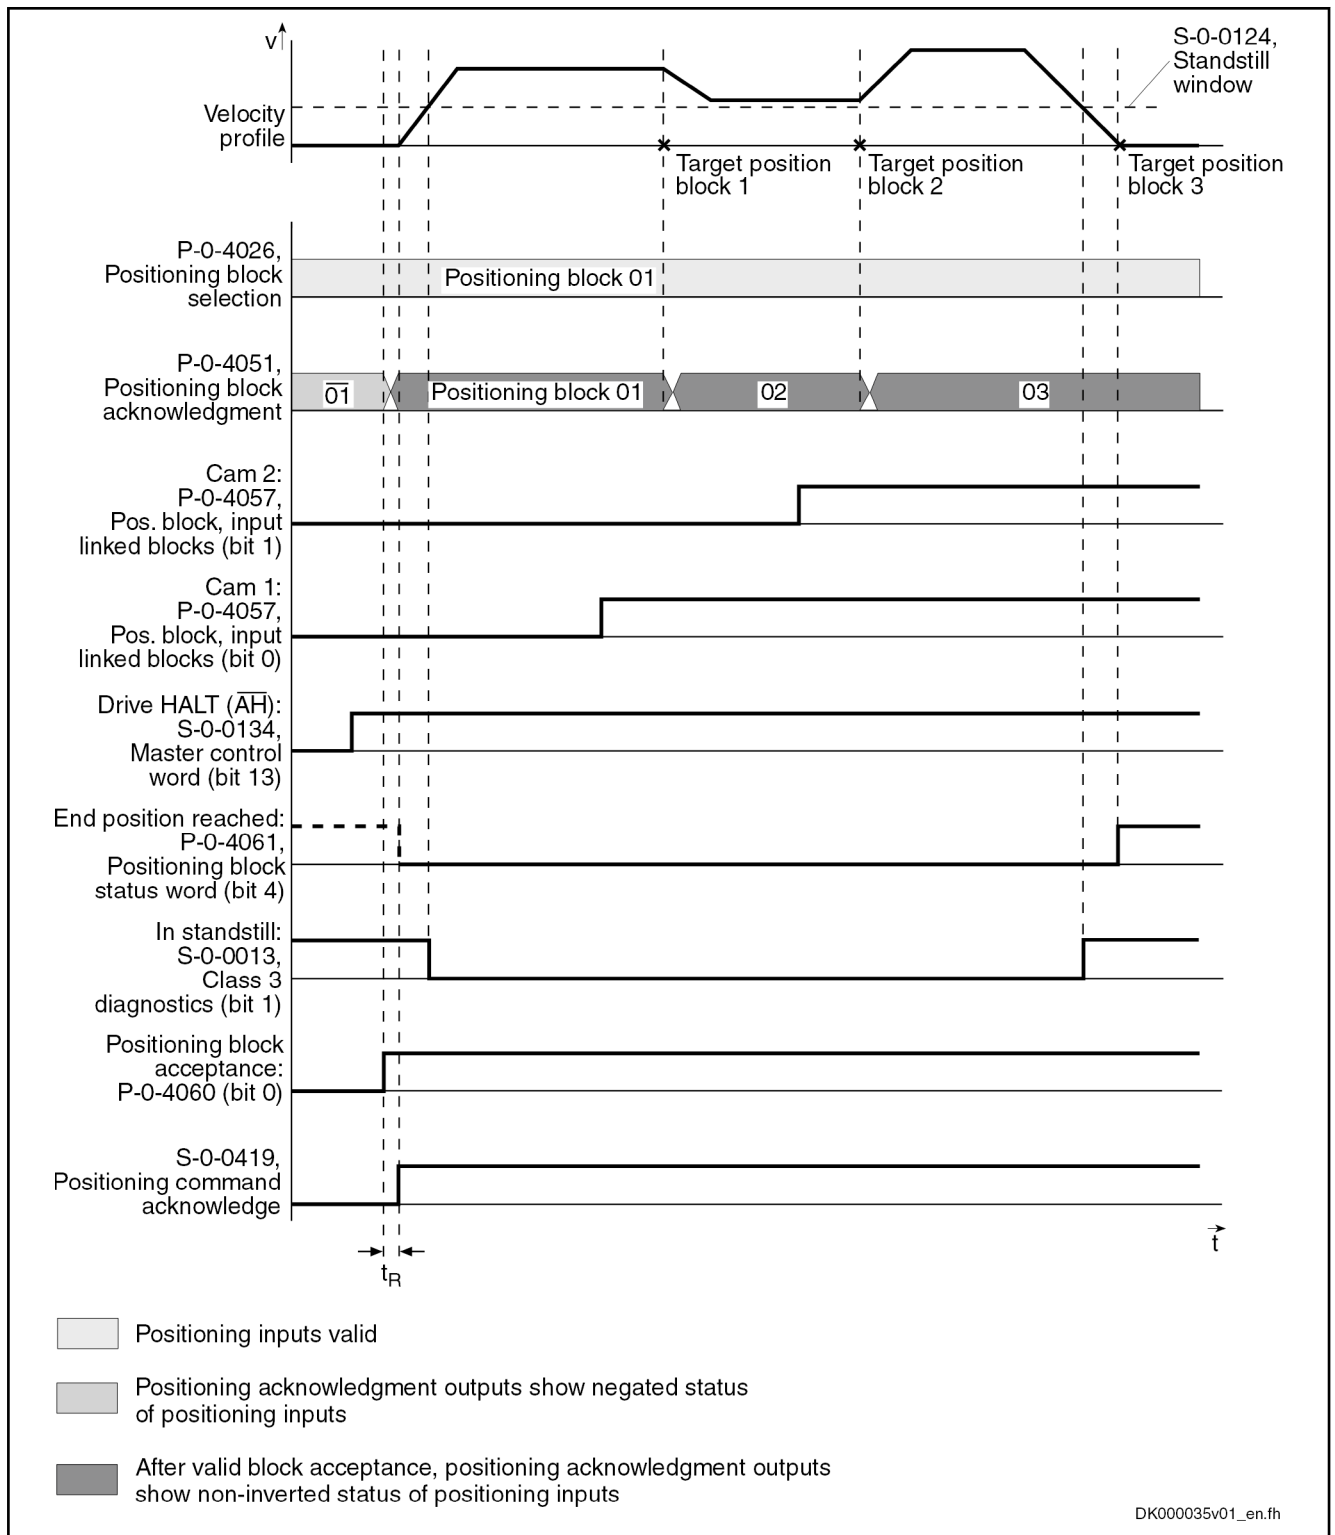 v
S-0-0124,
Standstill
window
Velocity
profile
Target position
block 1
Target position
block 2
Target position
block 3
P-0-4026,
Positioning block
selection
Positioning block 01
P-0-4051,
Positioning block
acknowledgment
0̅1̅
Positioning block 01
02
03
Cam 2:
P-0-4057,
Pos. block, input
linked blocks (bit 1)
Cam 1:
P-0-4057,
Pos. block, input
linked blocks (bit 0)
Drive HALT (A̅H̅):
S-0-0134,
Master control
word (bit 13)
End position reached:
P-0-4061,
Positioning block
status word (bit 4)
In standstill:
S-0-0013,
Class 3
diagnostics (bit 1)
Positioning block
acceptance:
P-0-4060 (bit 0)
S-0-0419,
Positioning command
acknowledge
t
tR
Positioning inputs valid
Positioning acknowledgment outputs show negated status
of positioning inputs
After valid block acceptance, positioning acknowledgment outputs
show non-inverted status of positioning inputs
DK000035v01_en.fh